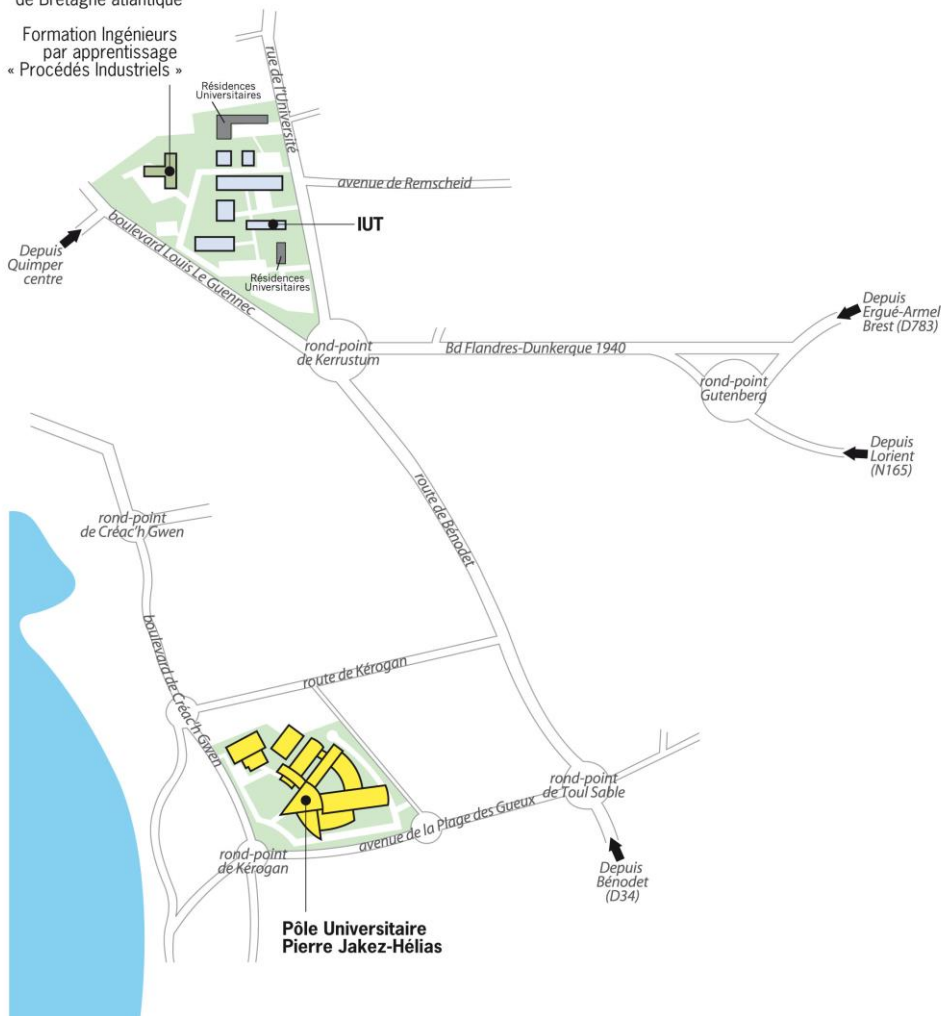 de Bretagne atlantique
Formation Ingénieurs
par apprentissage
« Procédés Industriels »
Résidences
Universitaires
rue de l'Université
avenue de Remscheid
IUT
boulevard Louis Le Guennec
Depuis
Quimper
centre
Résidences
Universitaires
rond-point
de Kerrustum
Bd Flandres-Dunkerque 1940
Depuis
Ergué-Armel
Brest (D783)
rond-point
Gutenberg
Depuis
Lorient
(N165)
route de Bénodet
rond-point
de Créac'h Gwen
boulevard de Créac'h Gwen
route de Kérogan
rond-point
de Toul Sable
avenue de la Plage des Gueux
rond-point
de Kérogan
Depuis
Bénodet
(D34)
Pôle Universitaire
Pierre Jakez-Hélias